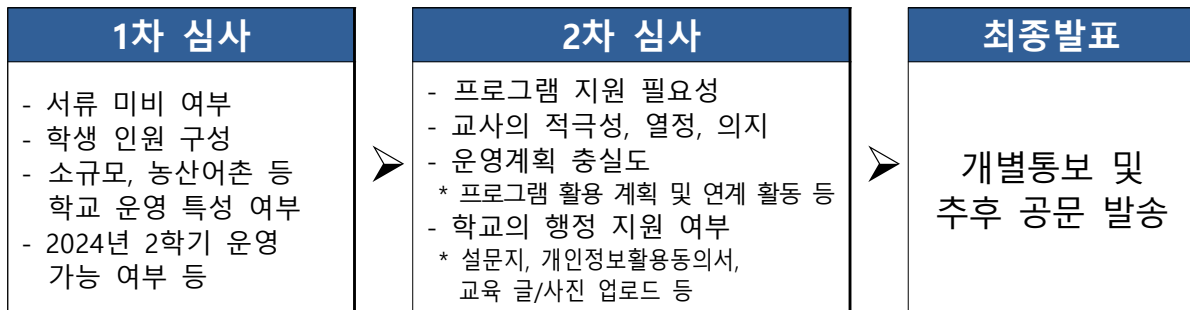 1차 심사
- 서류 미비 여부
- 학생 인원 구성
- 소규모, 농산어촌 등
학교 운영 특성 여부
- 2024년 2학기 운영
가능 여부 등
2차 심사
- 프로그램 지원 필요성
- 교사의 적극성, 열정, 의지
- 운영계획 충실도
* 프로그램 활용 계획 및 연계 활동 등
- 학교의 행정 지원 여부
* 설문지, 개인정보활용동의서,
교육 글/사진 업로드 등
최종발표
개별통보 및
추후 공문 발송